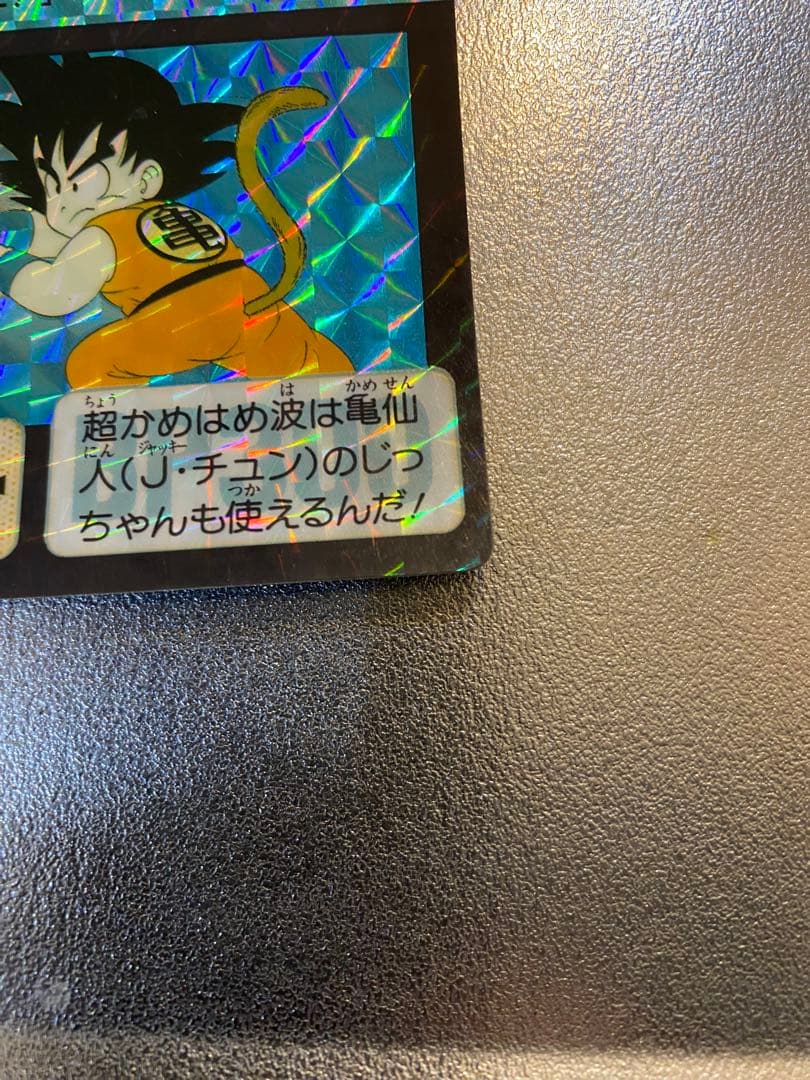 亀
超かめはめ波は亀仙
人(J・チュン)のじっ
ちゃんも使えるんだ!